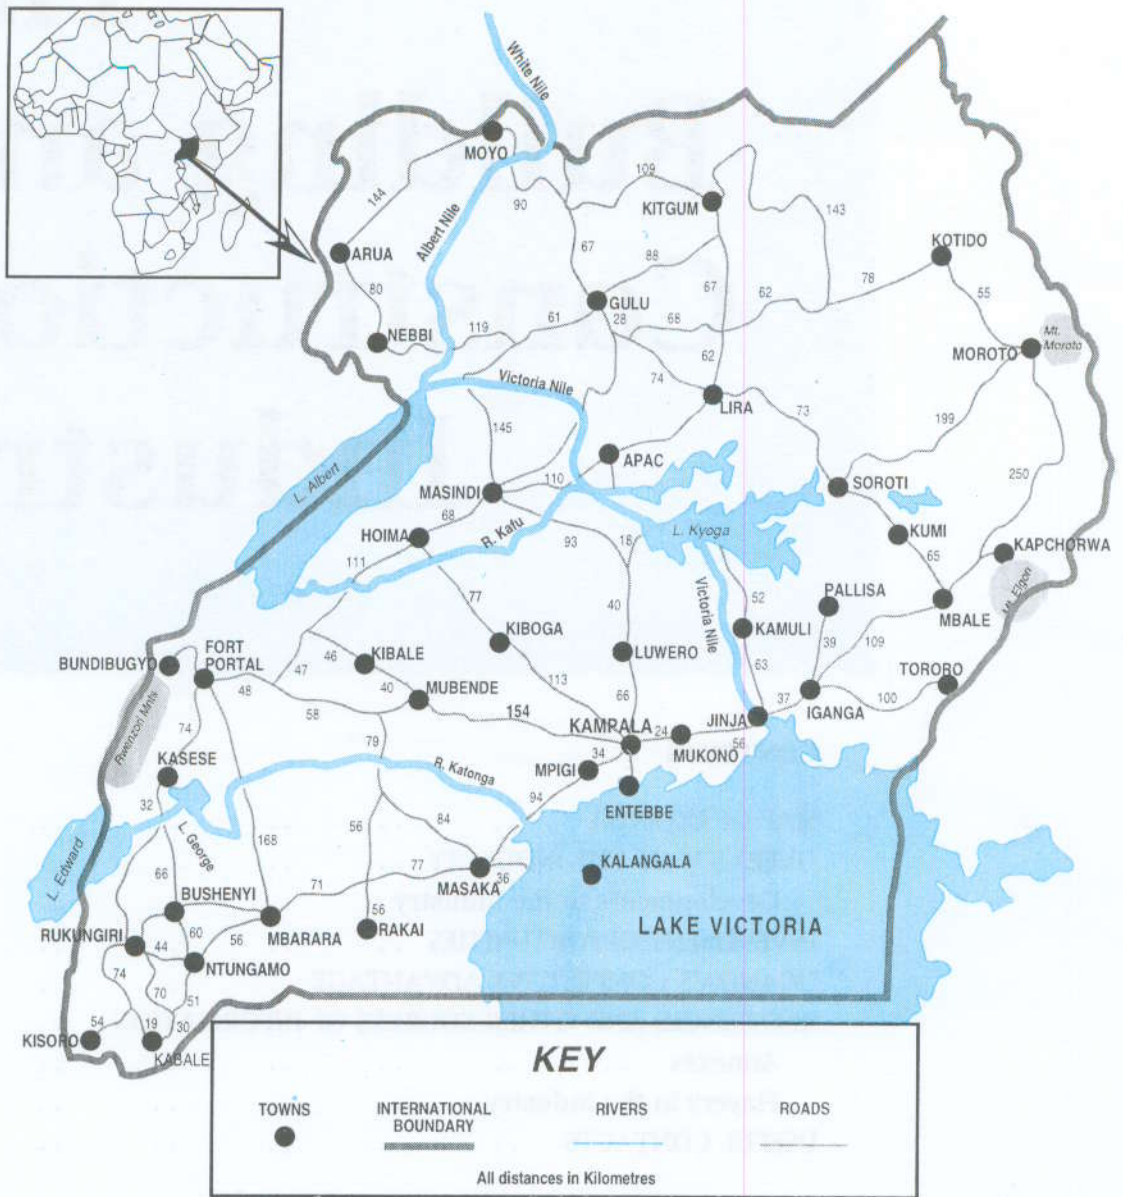 White Nile
MOYO
144
90
109
KITGUM
143
KOTIDO
ARUA
Albert Nile
67
88
80
GULU
67
62
78
55
NEBBI
119
61
28
68
Mt.
Moroto
MOROTO
62
Victoria Nile
74
LIRA
73
199
145
L. Albert
APAC
MASINDI
110
SOROTI
250
68
HOIMA
R. Kafu
93
18
L. Kyoga
KUMI
65
KAPCHORWA
111
Mt. Elgon
77
40
Victoria Nile
52
PALLISA
MBALE
KIBOGA
LUWERO
KAMULI
39
109
BUNDIBUGYO
FORT
PORTAL
46
KIBALE
47
48
40
MUBENDE
113
66
63
TORORO
58
154
KAMPALA
24
JINJA
37
IGANGA
100
Rwenzori Mnts
74
79
34
MUKONO
56
KASESE
R. Katonga
MPIGI
ENTEBBE
32
94
L. George
168
56
84
L. Edward
66
77
MASAKA
36
KALANGALA
71
BUSHENYI
LAKE VICTORIA
RUKUNGIRI
60
56
MBARARA
56
RAKAI
44
NTUNGAMO
74
70
51
54
19
30
KISORO
KABALE
KEY
TOWNS
INTERNATIONAL
BOUNDARY
RIVERS
ROADS
All distances in Kilometres